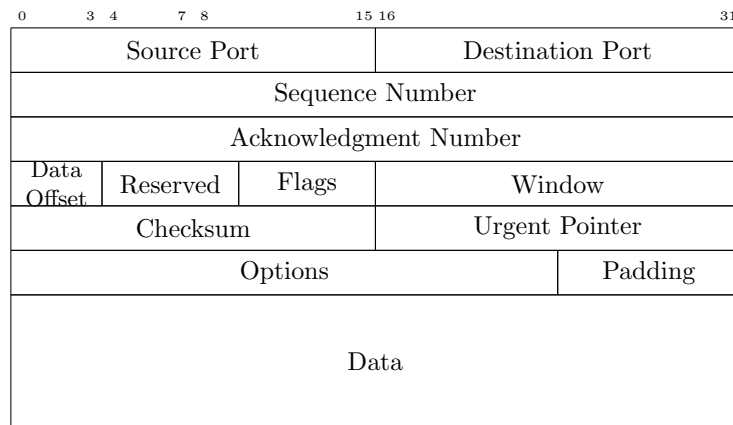 0 3 4 7 8 15 16 31
Source Port Destination Port
Sequence Number
Acknowledgment Number
Data
Offset Reserved Flags Window
Checksum Urgent Pointer
Options Padding
Data